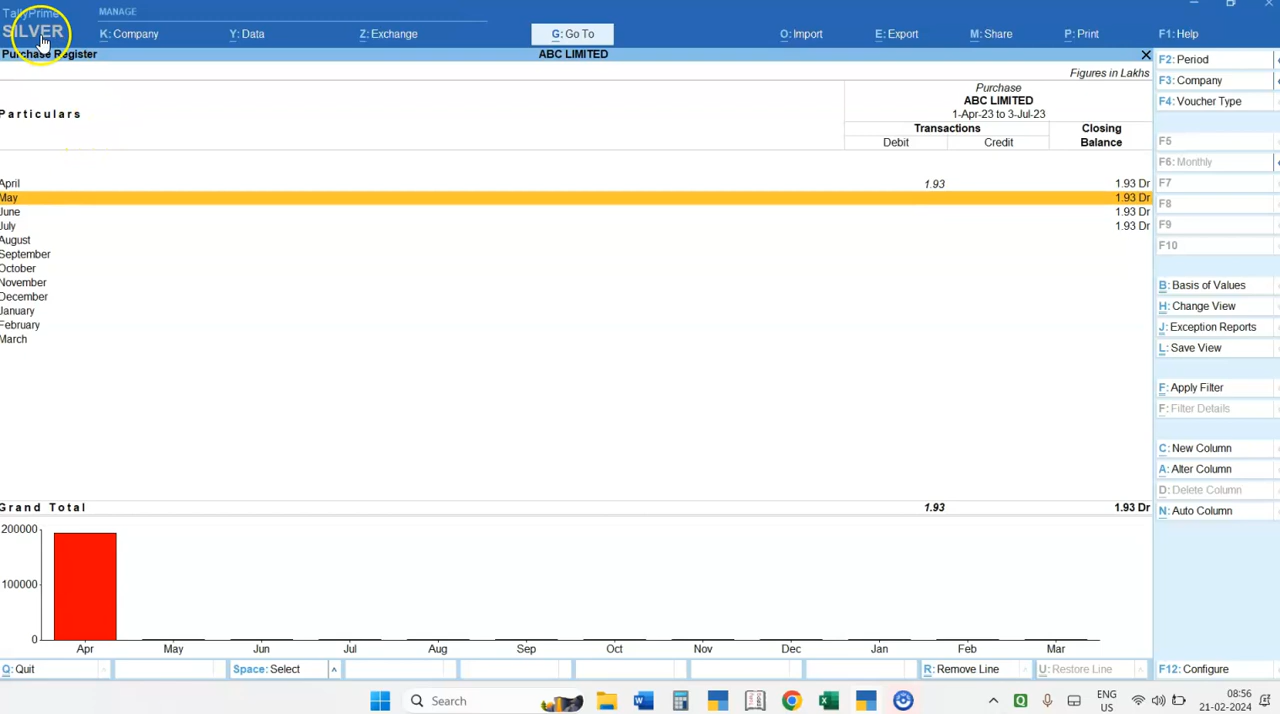 TallyPrime MANAGE
SILVER K: Company Y: Data Z: Exchange G: Go To O: Import E: Export M: Share P: Print F1: Help
Purchase Register ABC LIMITED
F2: Period
Figures in Lakhs
F3: Company
Purchase
ABC LIMITED
F4: Voucher Type
Particulars 1-Apr-23 to 3-Jul-23
Transactions Closing
Debit Credit Balance
F5
F6: Monthly
April 1.93 1.93 Dr
F7
May 1.93 Dr
F8
June 1.93 Dr
July 1.93 Dr
F9
August
F10
September
October
November
B: Basis of Values
December
H: Change View
January
February
J: Exception Reports
March
L: Save View
F: Apply Filter
F: Filter Details
C: New Column
A: Alter Column
D: Delete Column
Grand Total 1.93 1.93 Dr
N: Auto Column
200000
100000
0
Apr May Jun Jul Aug Sep Oct Nov Dec Jan Feb Mar
Q: Quit Space: Select R: Remove Line U: Restore Line F12: Configure
Search ENG US 08:56 21-02-2024